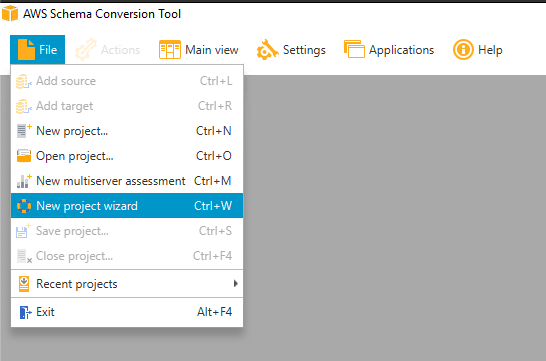 AWS Schema Conversion Tool
File Actions Main view Settings Applications Help
Add source Ctrl+L
Add target Ctrl+R
New project... Ctrl+N
Open project... Ctrl+O
New multiserver assessment Ctrl+M
New project wizard Ctrl+W
Save project... Ctrl+S
Close project... Ctrl+F4
Recent projects
Exit Alt+F4